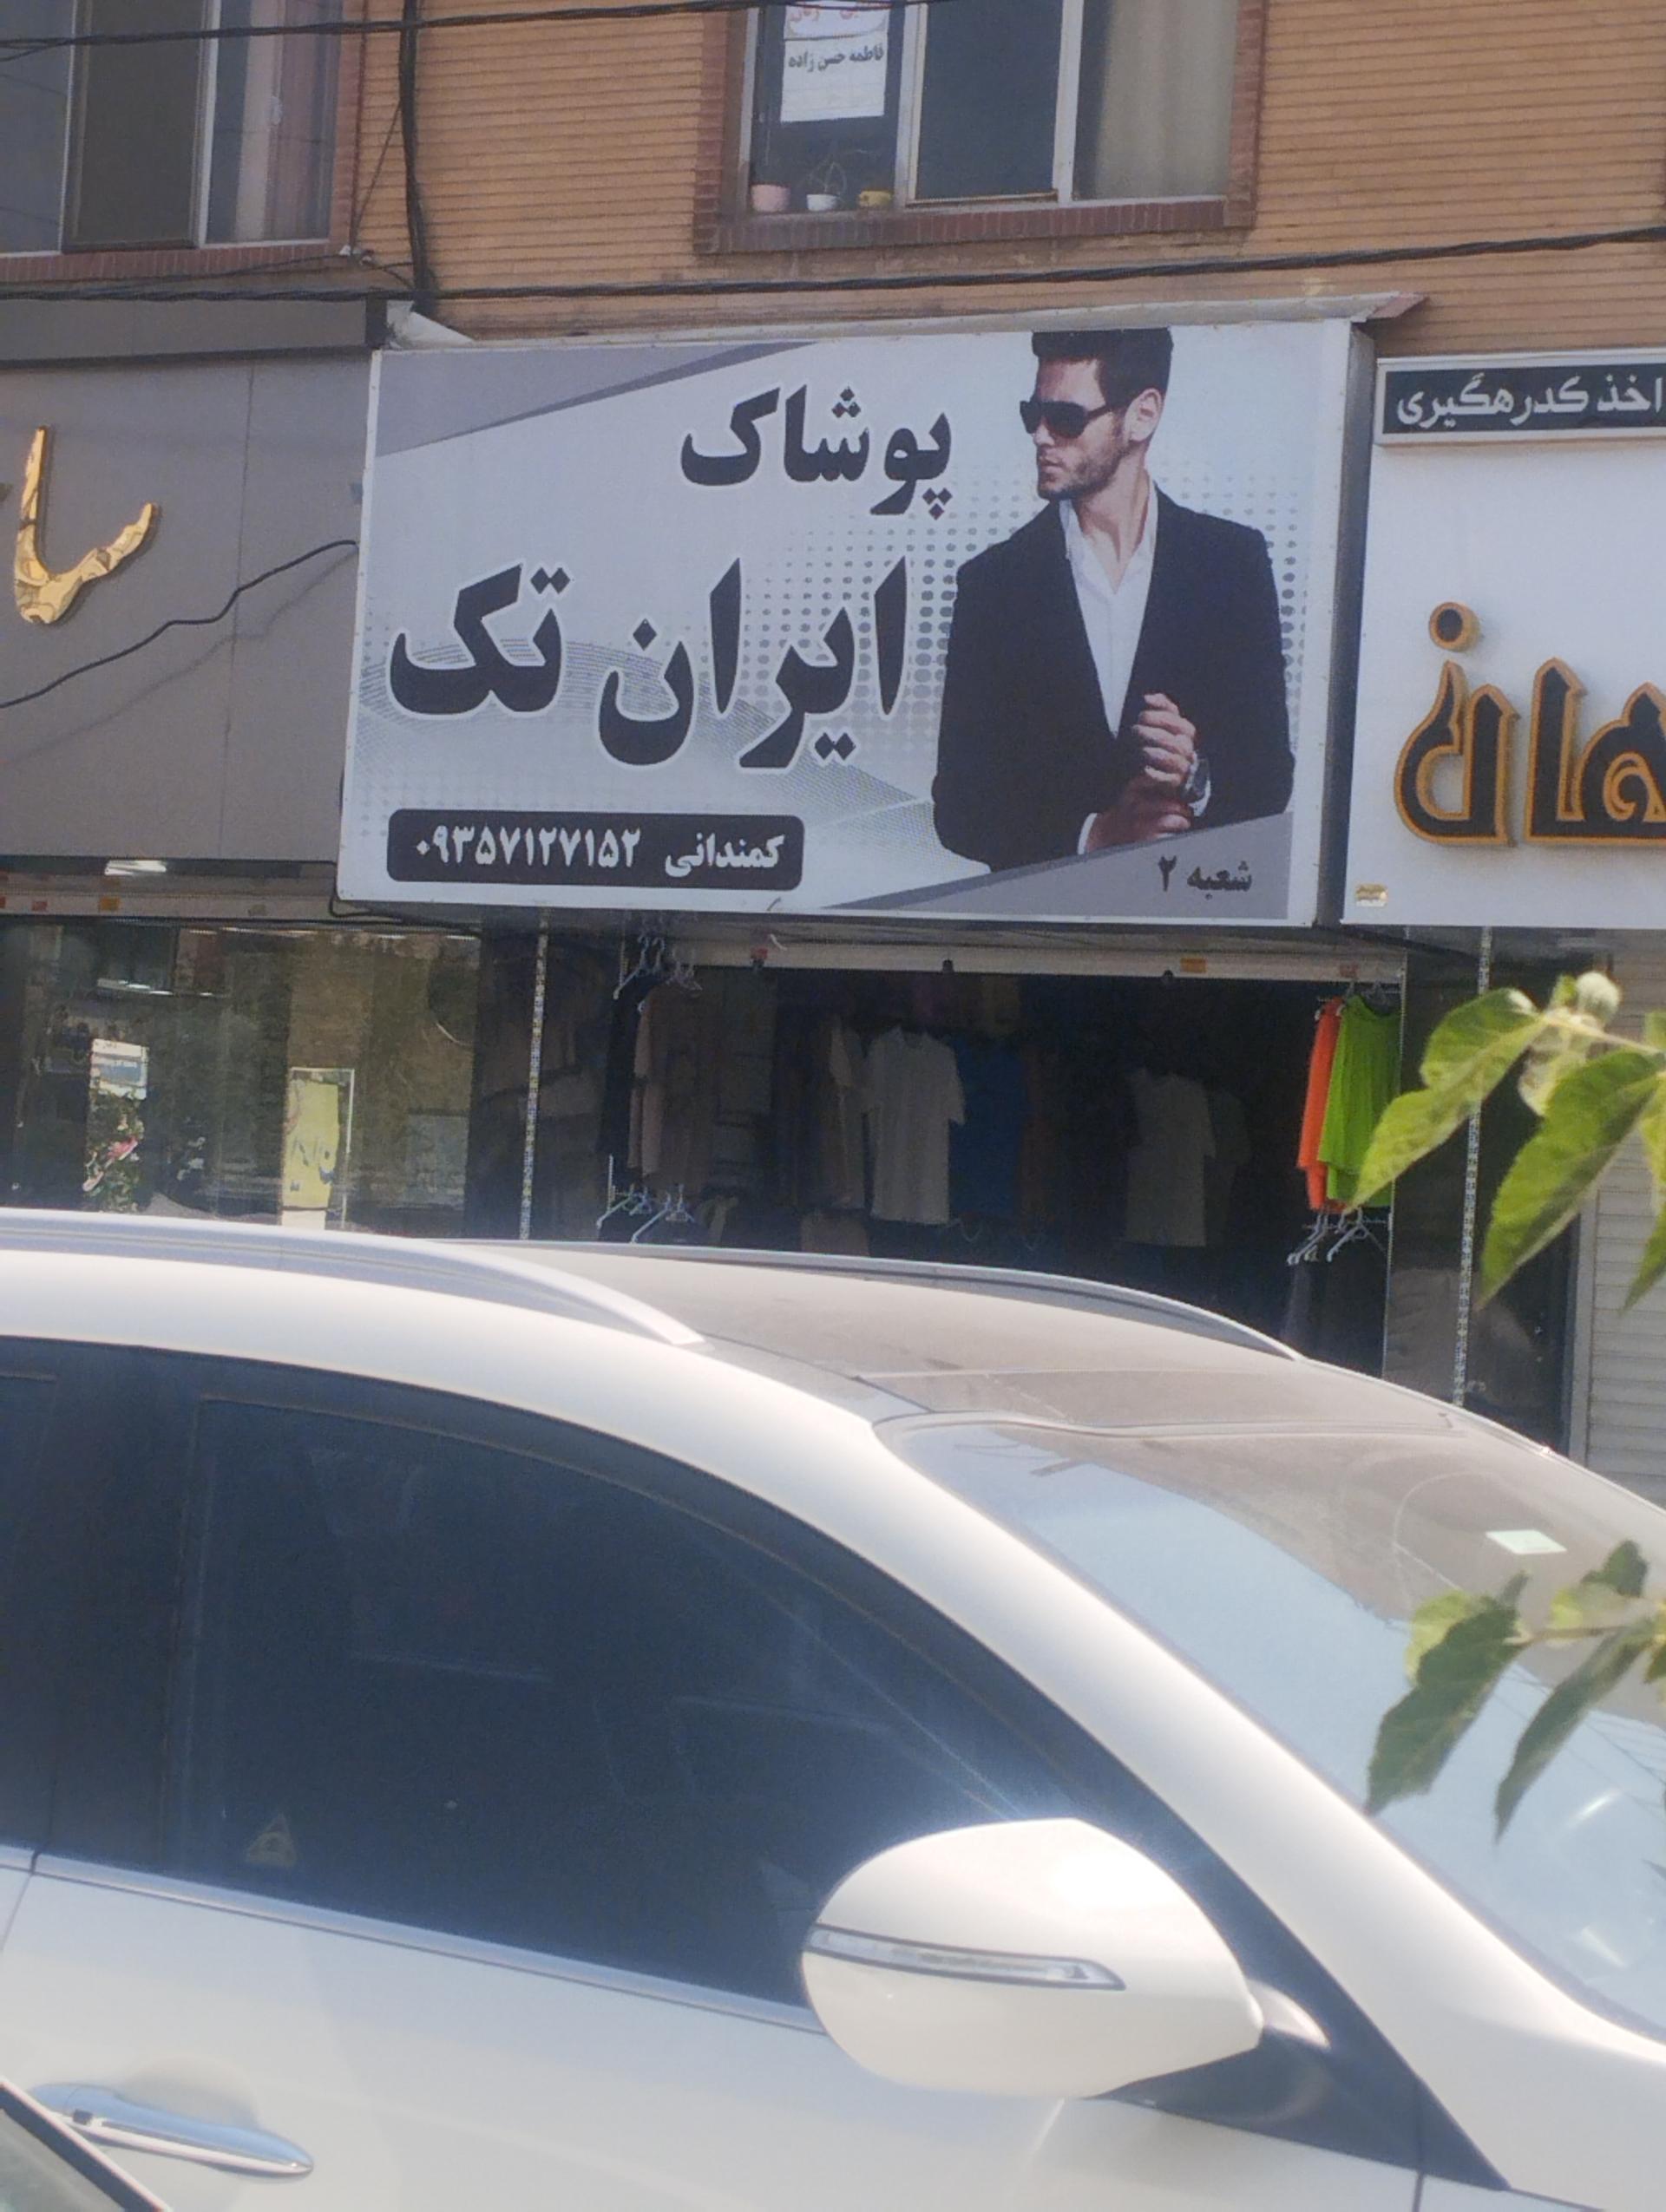 فاطمه حسن زاده
پوشاک
ایران تک
کمندانی ۰۹۳۵۷۱۲۷۱۵۲
شعبه ۲
اخذ کدرهگیری